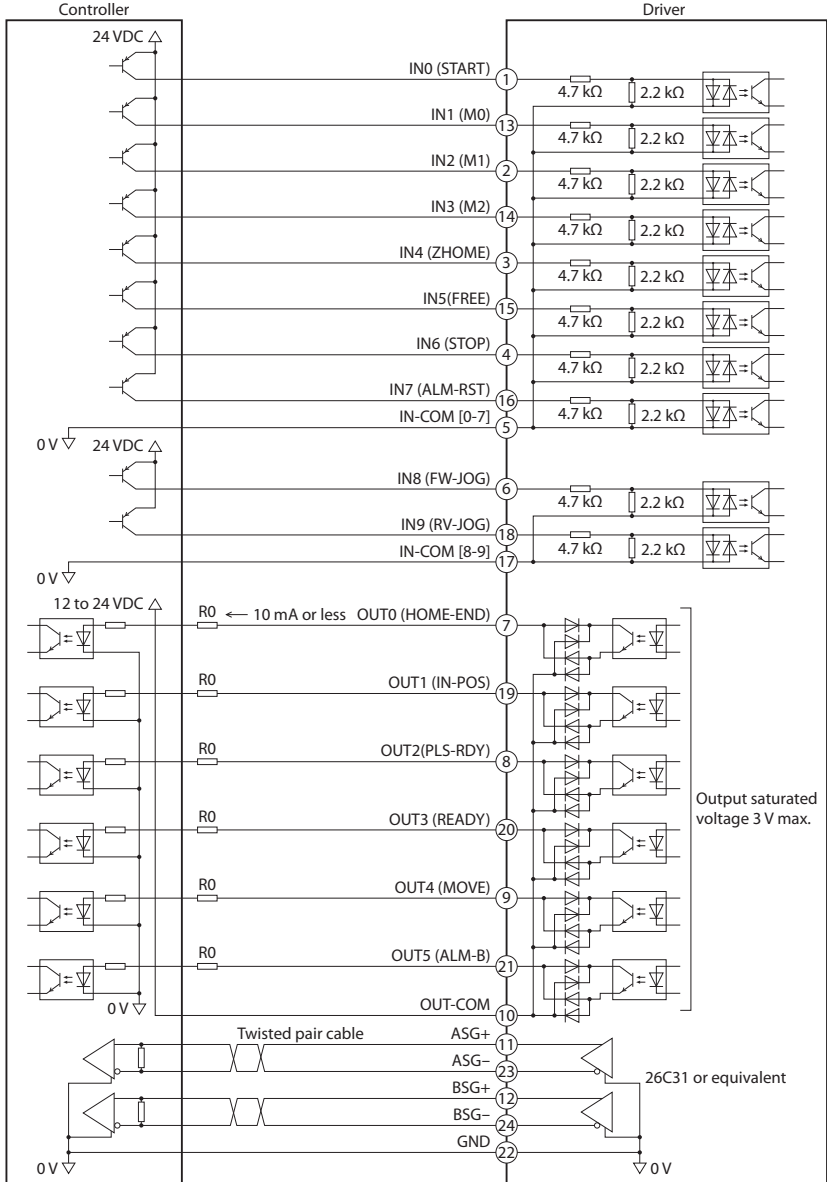 Controller
Driver
24 VDC
IN0 (START)
1
4.7 kΩ
2.2 kΩ
IN1 (M0)
13
4.7 kΩ
2.2 kΩ
IN2 (M1)
2
4.7 kΩ
2.2 kΩ
IN3 (M2)
14
4.7 kΩ
2.2 kΩ
IN4 (ZHOME)
3
4.7 kΩ
2.2 kΩ
IN5(FREE)
15
4.7 kΩ
2.2 kΩ
IN6 (STOP)
4
4.7 kΩ
2.2 kΩ
IN7 (ALM-RST)
16
4.7 kΩ
2.2 kΩ
IN-COM [0-7]
5
0 V
24 VDC
IN8 (FW-JOG)
6
4.7 kΩ
2.2 kΩ
IN9 (RV-JOG)
18
4.7 kΩ
2.2 kΩ
IN-COM [8-9]
17
0 V
12 to 24 VDC
R0
10 mA or less
OUT0 (HOME-END)
7
R0
OUT1 (IN-POS)
19
R0
OUT2(PLS-RDY)
8
Output saturated
voltage 3 V max.
R0
OUT3 (READY)
20
R0
OUT4 (MOVE)
9
R0
OUT5 (ALM-B)
21
0 V
OUT-COM
10
Twisted pair cable
ASG+
11
ASG−
23
26C31 or equivalent
BSG+
12
BSG−
24
GND
22
0 V
0 V